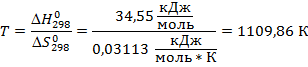 T = ΔH⁰₂₉₈ / ΔS⁰₂₉₈ = 34,55 кДж/моль / 0,03113 кДж/(моль * К) = 1109,86 К